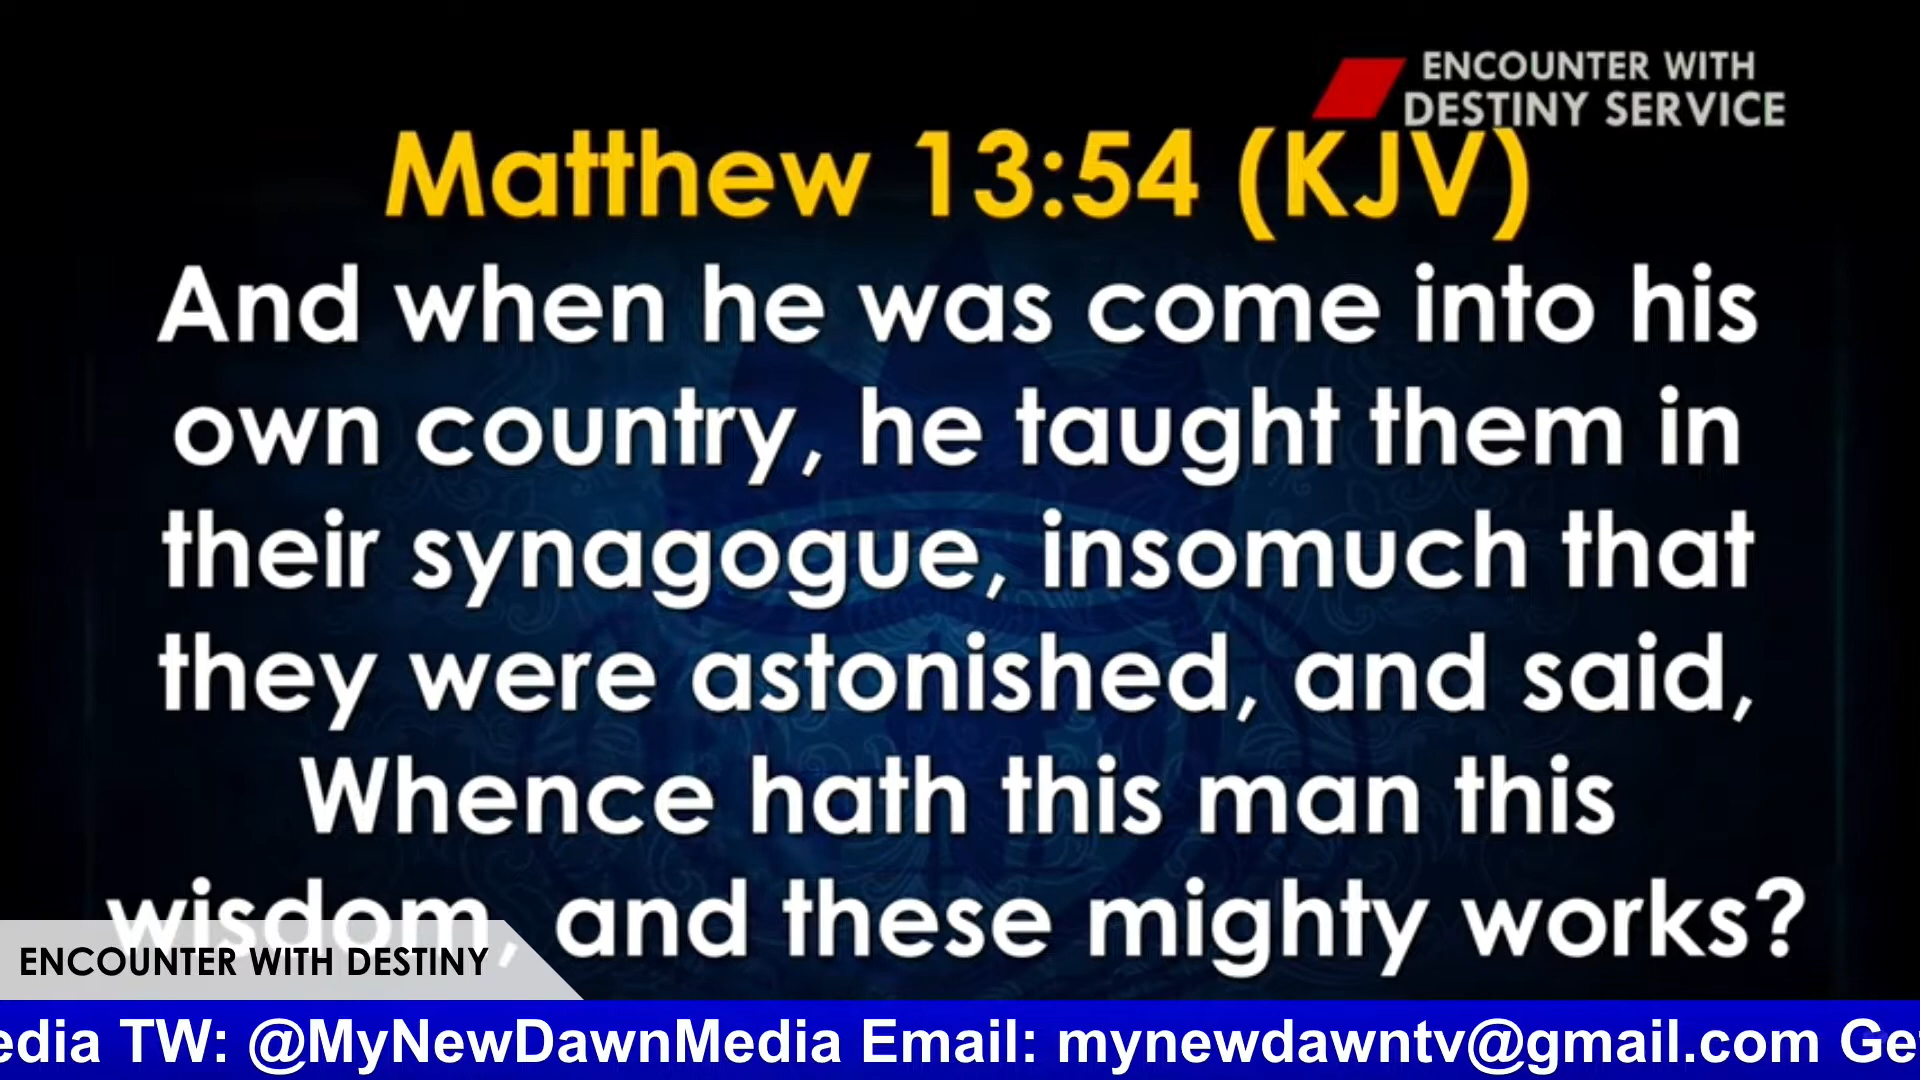 ENCOUNTER WITH
DESTINY SERVICE
Matthew 13:54 (KJV)
And when he was come into his
own country, he taught them in
their synagogue, insomuch that
they were astonished, and said,
Whence hath this man this
wisdom, and these mighty works?
ENCOUNTER WITH DESTINY
TW: @MyNewDawnMedia Email: mynewdawntv@gmail.com